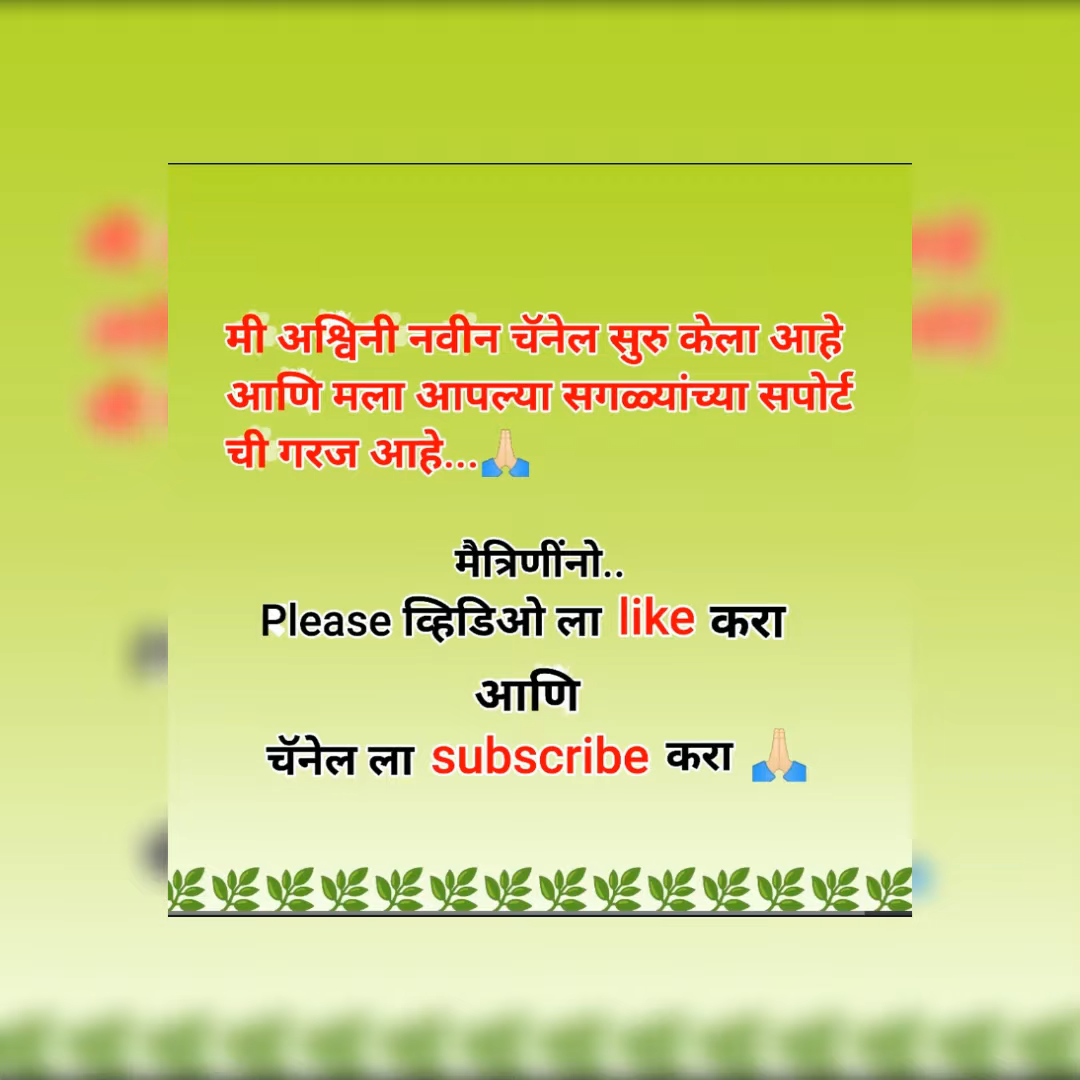 मी अश्विनी नवीन चॅनेल सुरु केला आहे
आणि मला आपल्या सगळ्यांच्या सपोर्ट
ची गरज आहे...🙏🏻
मैत्रिणींनो..
Please व्हिडिओ ला like करा
आणि
चॅनेल ला subscribe करा 🙏🏻